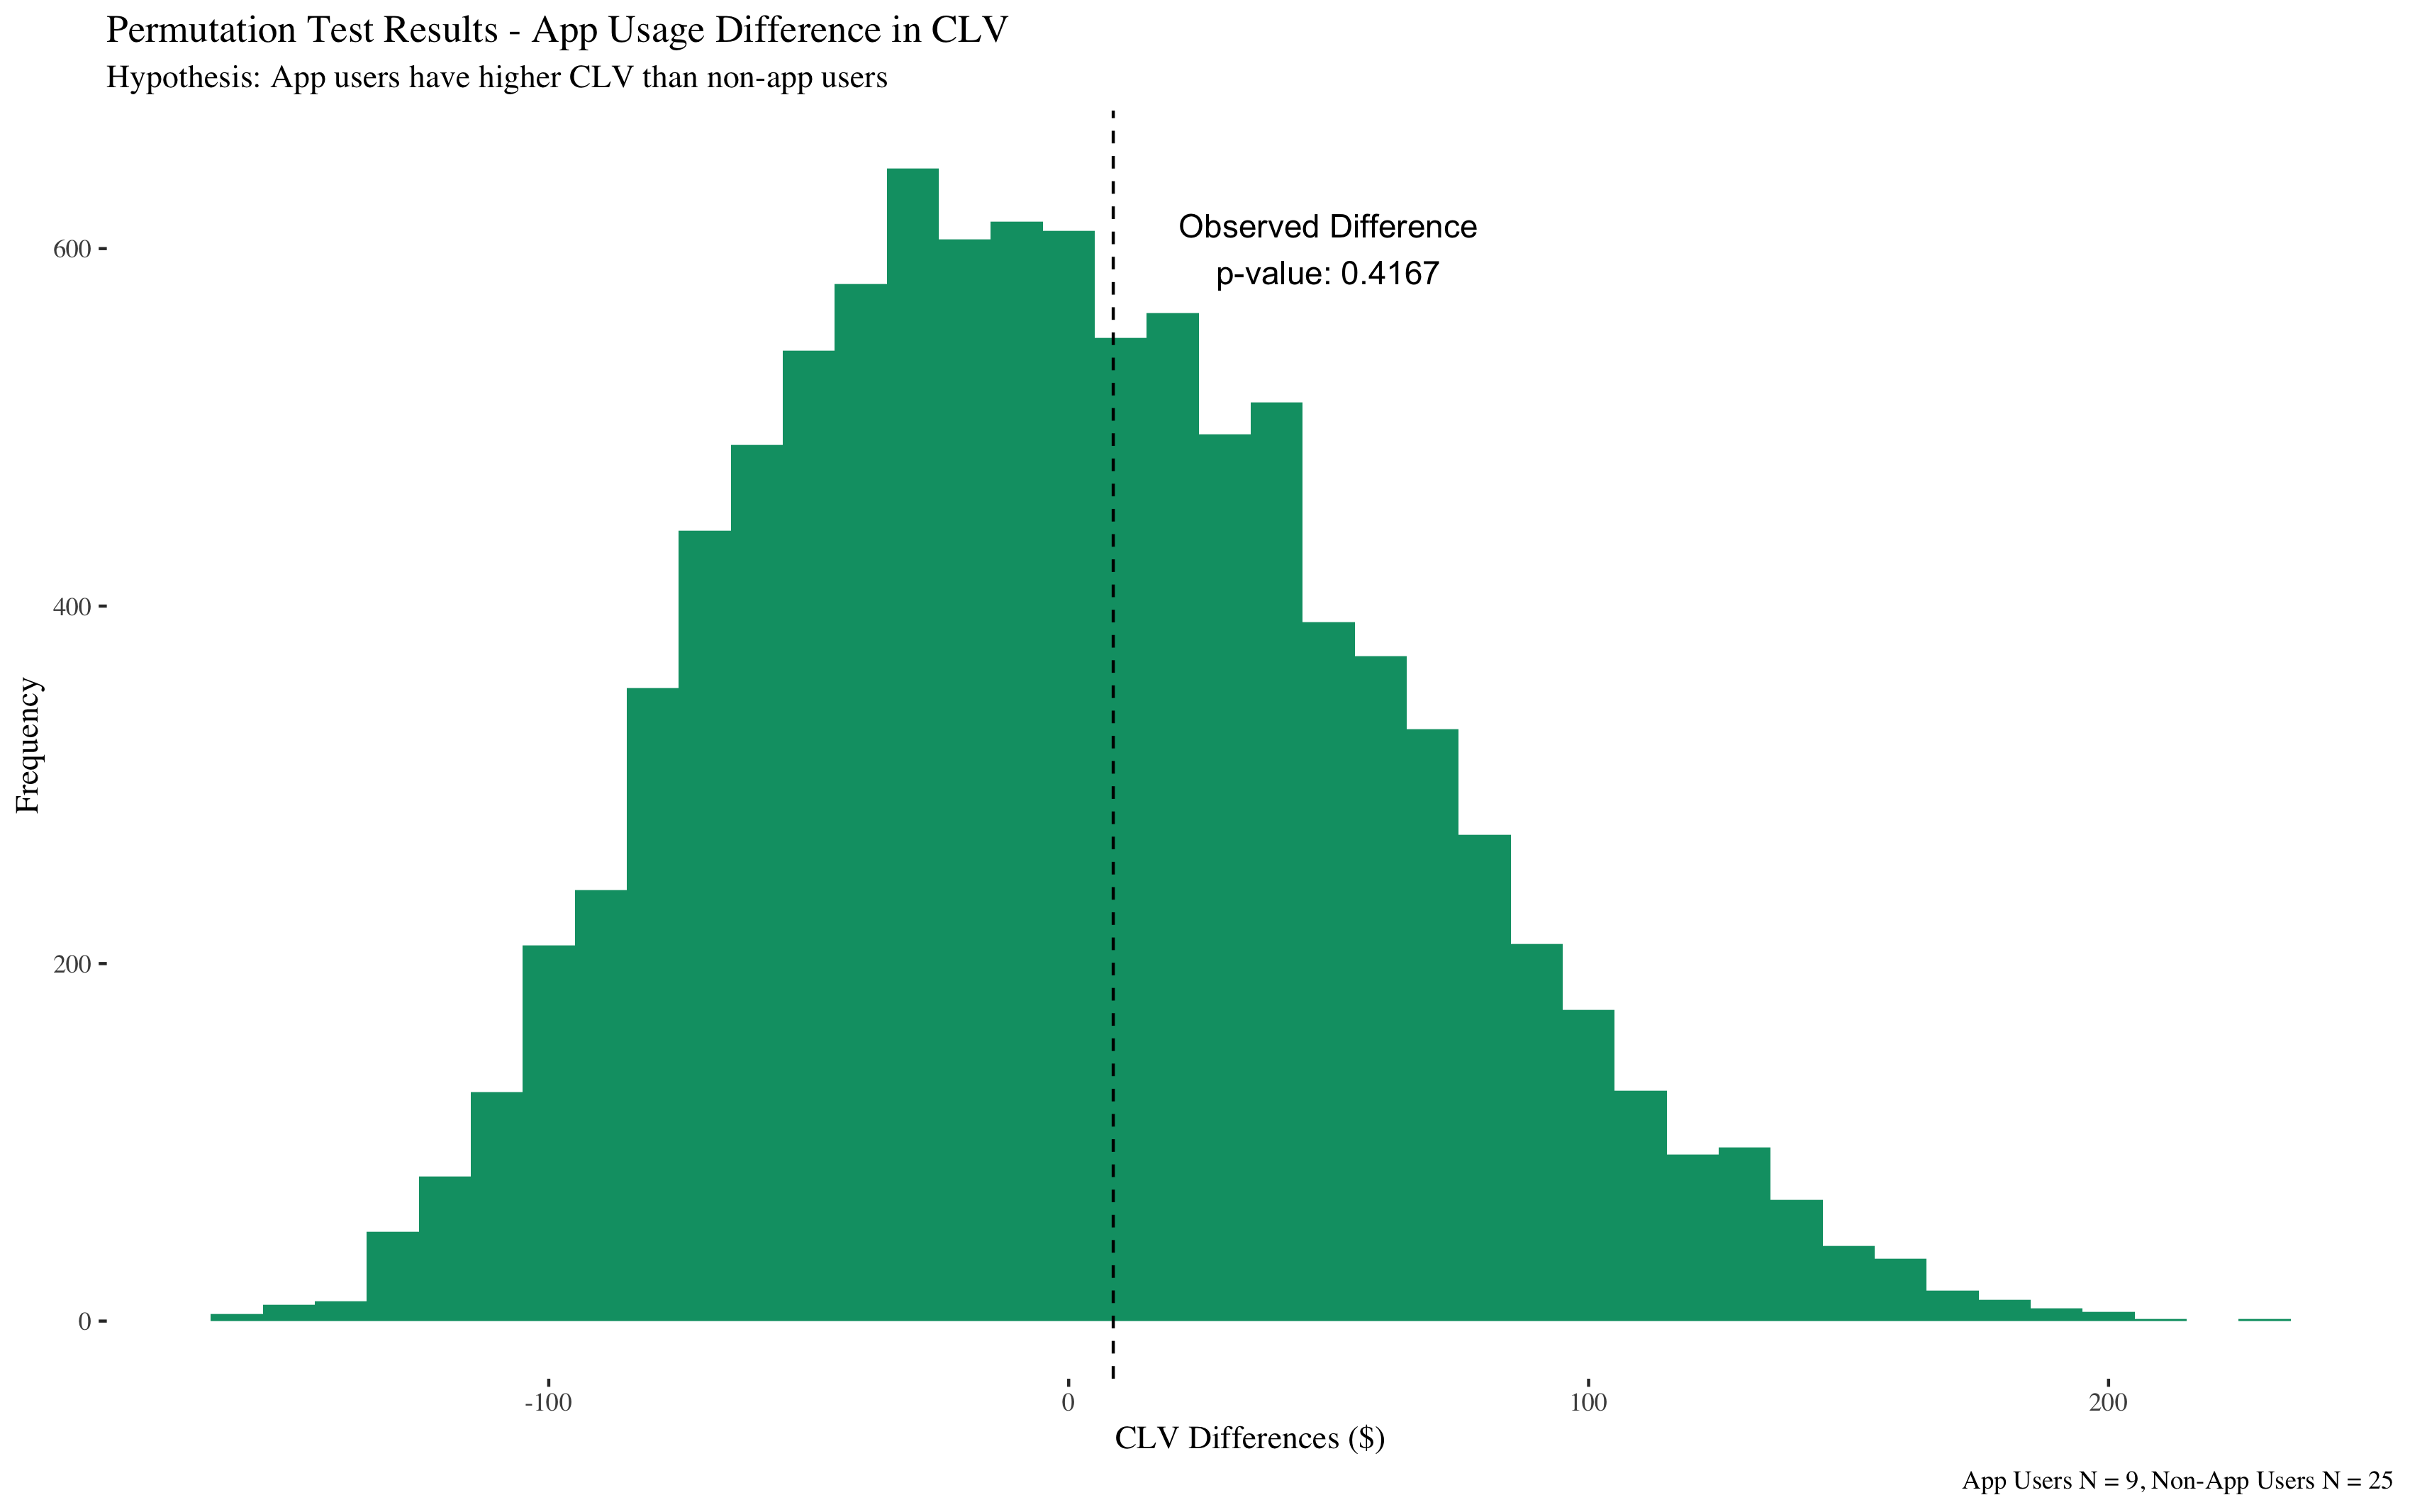 Permutation Test Results - App Usage Difference in CLV
Hypothesis: App users have higher CLV than non-app users
Observed Difference
p-value: 0.4167
600
400
200
0
Frequency
-100
0
100
200
CLV Differences ($)
App Users N = 9, Non-App Users N = 25